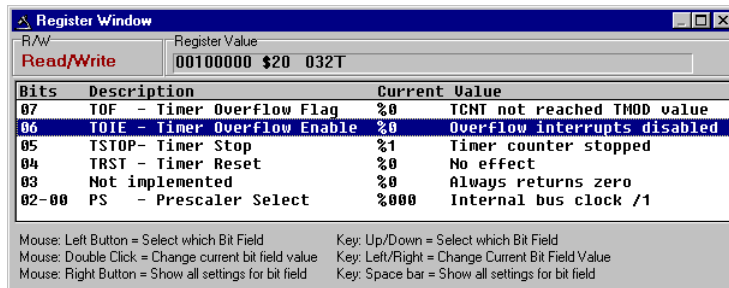 Register Window
R/W Register Value
Read/Write 00100000 $20 032T
Bits Description Current Value
07 TOF - Timer Overflow Flag %0 TCNT not reached TMOD value
06 TOIE - Timer Overflow Enable %0 Overflow interrupts disabled
05 TSTOP- Timer Stop %1 Timer counter stopped
04 TRST - Timer Reset %0 No effect
03 Not implemented %0 Always returns zero
02-00 PS - Prescaler Select %000 Internal bus clock /1
Mouse: Left Button = Select which Bit Field Key: Up/Down = Select which Bit Field
Mouse: Double Click = Change current bit field value Key: Left/Right = Change Current Bit Field Value
Mouse: Right Button = Show all settings for bit field Key: Space bar = Show all settings for bit field